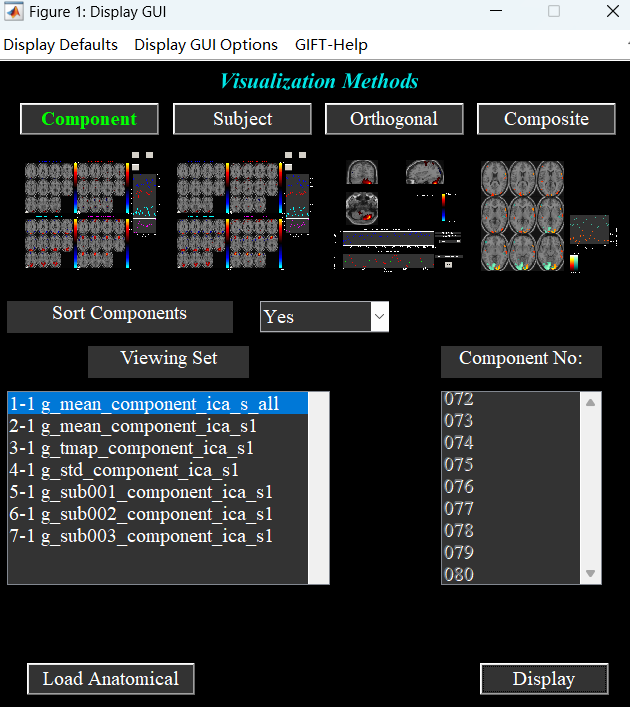 Figure 1: Display GUI
Display Defaults Display GUI Options GIFT-Help
Visualization Methods
Component Subject Orthogonal Composite
Sort Components Yes
Viewing Set Component No:
1-1 g_mean_component_ica_s_all
2-1 g_mean_component_ica_s1
3-1 g_tmap_component_ica_s1
4-1 g_std_component_ica_s1
5-1 g_sub001_component_ica_s1
6-1 g_sub002_component_ica_s1
7-1 g_sub003_component_ica_s1
072
073
074
075
076
077
078
079
080
Load Anatomical Display